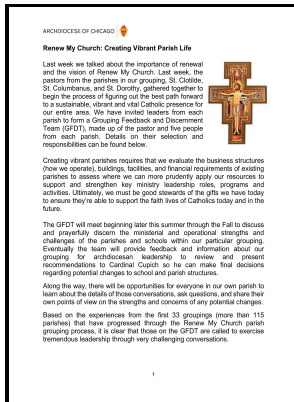 ARCHDIOCESE OF CHICAGO
Renew My Church: Creating Vibrant Parish Life
Last week we talked about the importance of renewal
and the vision of Renew My Church. Last week, the
pastors from the parishes in our grouping, St. Clotilde,
St. Columbanus, and St. Dorothy, gathered together to
begin the process of figuring out the best path forward
to a sustainable, vibrant and vital Catholic presence for
our entire area. We have invited leaders from each
parish to form a Grouping Feedback and Discernment
Team (GFDT), made up of the pastor and five people
from each parish. Details on their selection and
responsibilities can be found below.
Creating vibrant parishes requires that we evaluate the business structures
(how we operate), buildings, facilities, and financial requirements of existing
parishes to assess where we can more prudently apply our resources to
support and strengthen key ministry leadership roles, programs and
activities. Ultimately, we must be good stewards of the gifts we have today
to ensure they're able to support the faith lives of Catholics today and in the
future.
The GFDT will meet beginning later this summer through the Fall to discuss
and prayerfully discern the ministerial and operational strengths and
challenges of the parishes and schools within our particular grouping.
Eventually the team will provide feedback and information about our
grouping for archdiocesan leadership to review and present
recommendations to Cardinal Cupich so he can make final decisions
regarding potential changes to school and parish structures.
Along the way, there will be opportunities for everyone in our own parish to
learn about the details of those conversations, ask questions, and share their
own points of view on the strengths and concerns of any potential changes.
Based on the experiences from the first 33 groupings (more than 115
parishes) that have progressed through the Renew My Church parish
grouping process, it is clear that those on the GFDT are called to exercise
tremendous leadership through very challenging conversations.
1